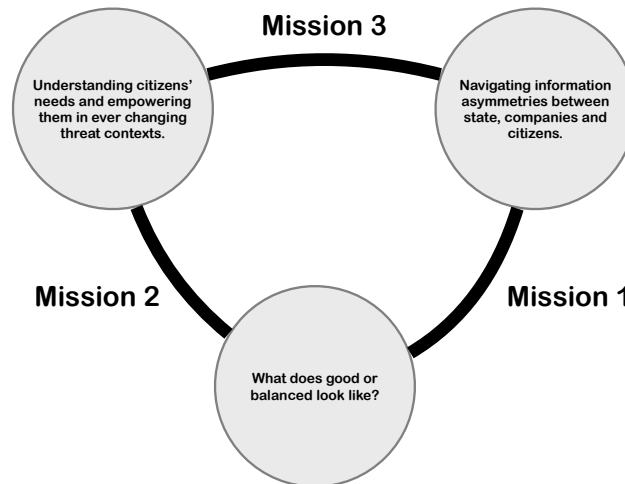 Mission 3
Understanding citizens'
needs and empowering
them in ever changing
threat contexts.
Navigating information
asymmetries between
state, companies and
citizens.
Mission 2
Mission 1
What does good or
balanced look like?